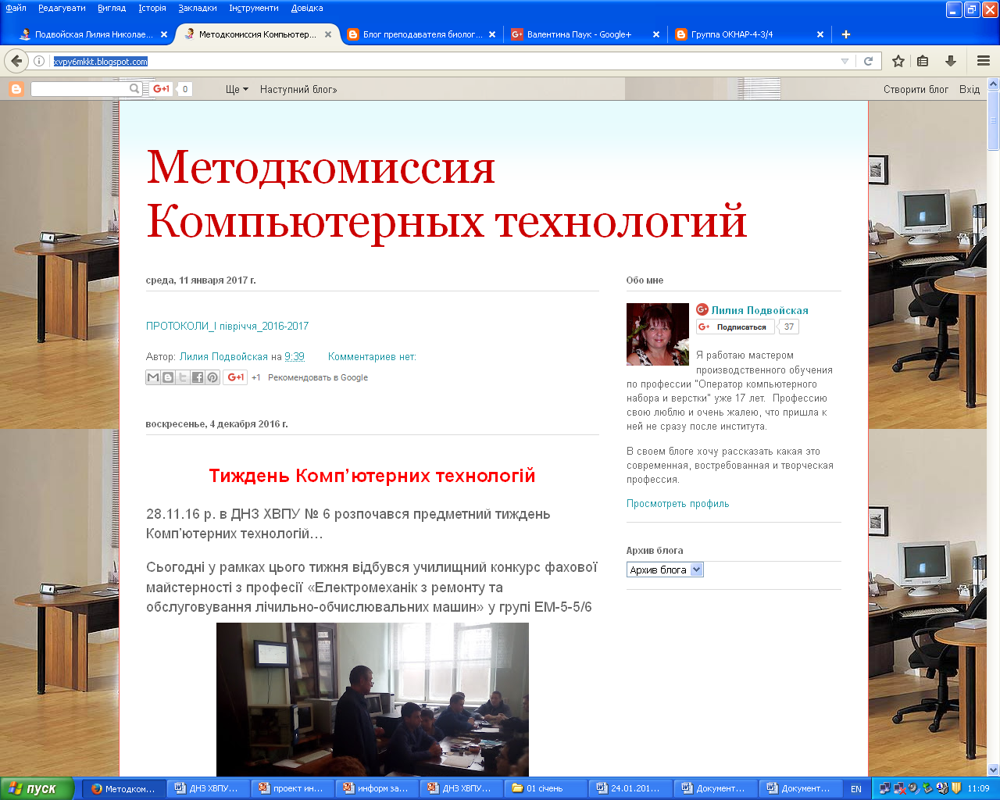 Файл Редагувати Вигляд Історія Закладки Інструменти Довідка
Подвойская Лилия Николае... Методкомиссия Компьютер... Блог преподавателя биолог... Валентина Паук - Google+ Группа ОКНАР-4-3/4
xvpy6mkkt.blogspot.com
G+1 0 Ще Наступний блог» Створити блог Вхід
Методкомиссия
Компьютерных технологий
среда, 11 января 2017 г.
ПРОТОКОЛИ_І півріччя_2016-2017
Автор: Лилия Подвойская на 9:39 Комментариев нет:
G+1 +1 Рекомендовать в Google
воскресенье, 4 декабря 2016 г.
Тиждень Комп’ютерних технологій
28.11.16 р. в ДНЗ ХВПУ № 6 розпочався предметний тиждень
Комп’ютерних технологій…
Сьогодні у рамках цього тижня відбувся училищний конкурс фахової
майстерності з професії «Електромеханік з ремонту та
обслуговування лічильно-обчислювальних машин» у групі ЕМ-5-5/6
Обо мне
Лилия Подвойская
G+ Подписаться 37
Я работаю мастером
производственного обучения
по профессии "Оператор компьютерного
набора и верстки" уже 17 лет. Профессию
свою люблю и очень жалею, что пришла к
ней не сразу после института.
В своем блоге хочу рассказать какая это
современная, востребованная и творческая
профессия.
Просмотреть профиль
Архив блога
Архив блога
пуск Методком... ДНЗ ХВПУ... проект ин... информ за... ДНЗ ХВПУ... 01 січень 24.01.201... Документ... Документ... EN 11:09